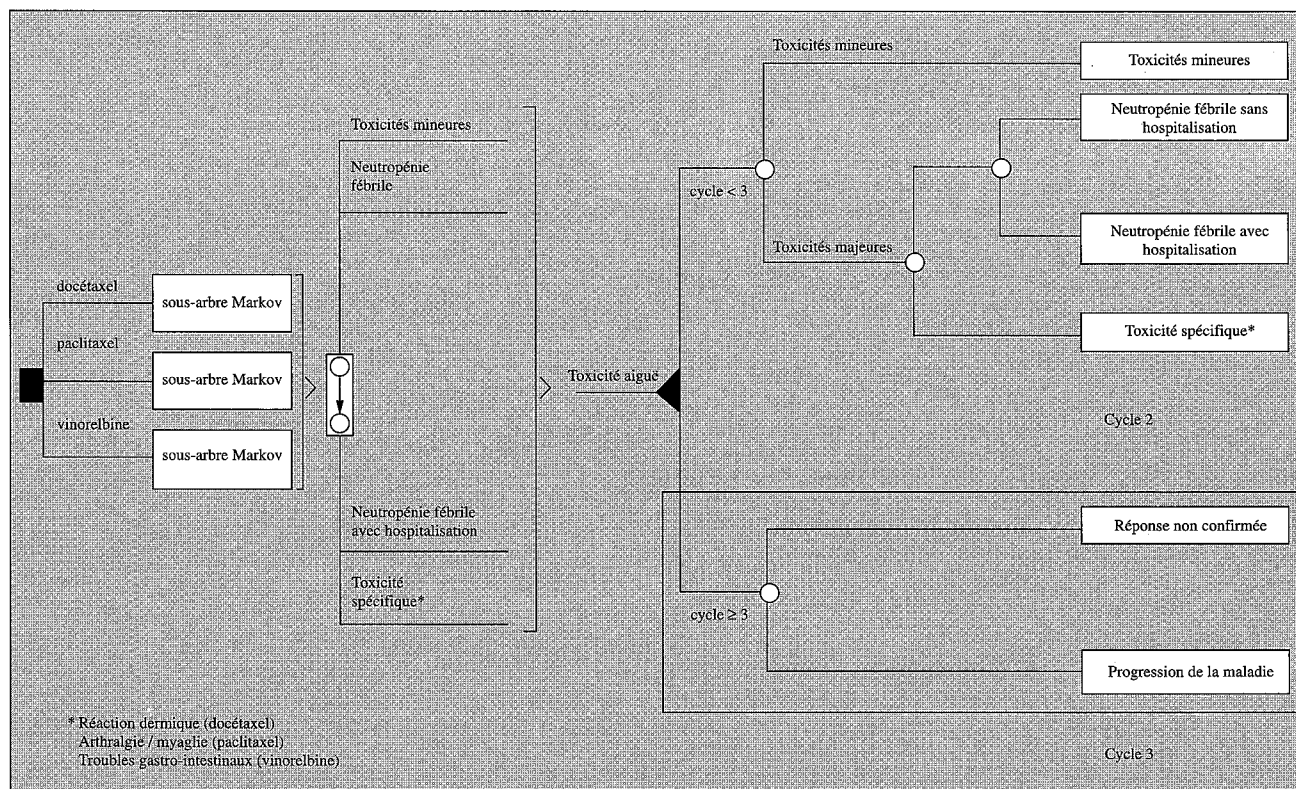 docétaxel
sous-arbre Markov
paclitaxel
sous-arbre Markov
vinorelbine
sous-arbre Markov
Toxicités mineures
Neutropénie
fébrile
Neutropénie fébrile
avec hospitalisation
Toxicité
spécifique*
Toxicité aiguë
cycle < 3
Toxicités mineures
Toxicités majeures
Toxicités mineures
Neutropénie fébrile sans
hospitalisation
Neutropénie fébrile avec
hospitalisation
Toxicité spécifique*
Cycle 2
cycle ≥ 3
Réponse non confirmée
Progression de la maladie
Cycle 3
* Réaction dermique (docétaxel)
Arthralgie / myaglie (paclitaxel)
Troubles gastro-intestinaux (vinorelbine)